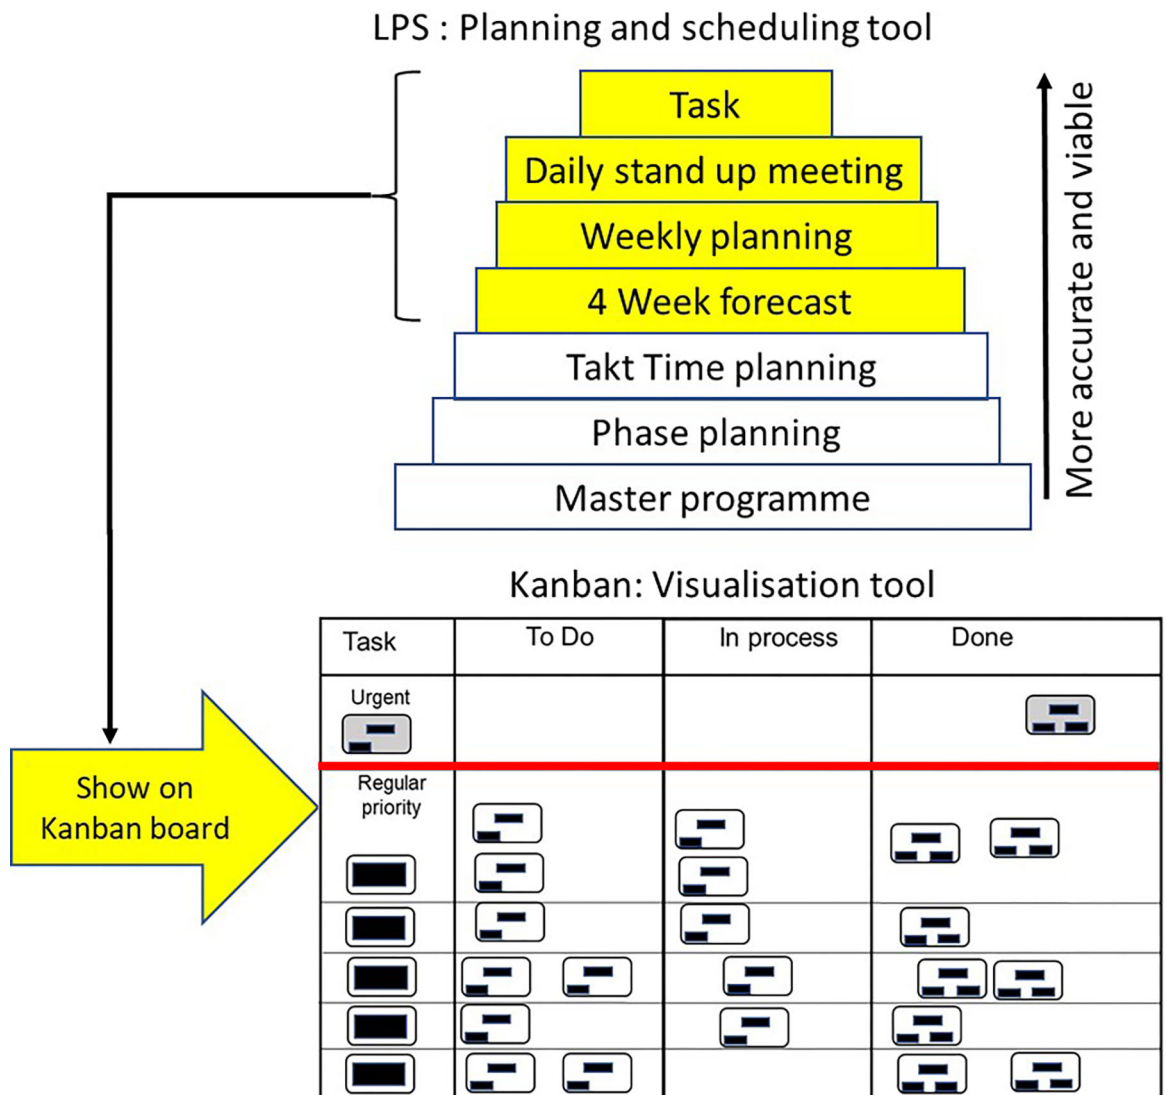 LPS : Planning and scheduling tool
Task
Daily stand up meeting
Weekly planning
4 Week forecast
Takt Time planning
Phase planning
Master programme
More accurate and viable
Kanban: Visualisation tool
Task
To Do
In process
Done
Urgent
Regular
priority
Show on
Kanban board